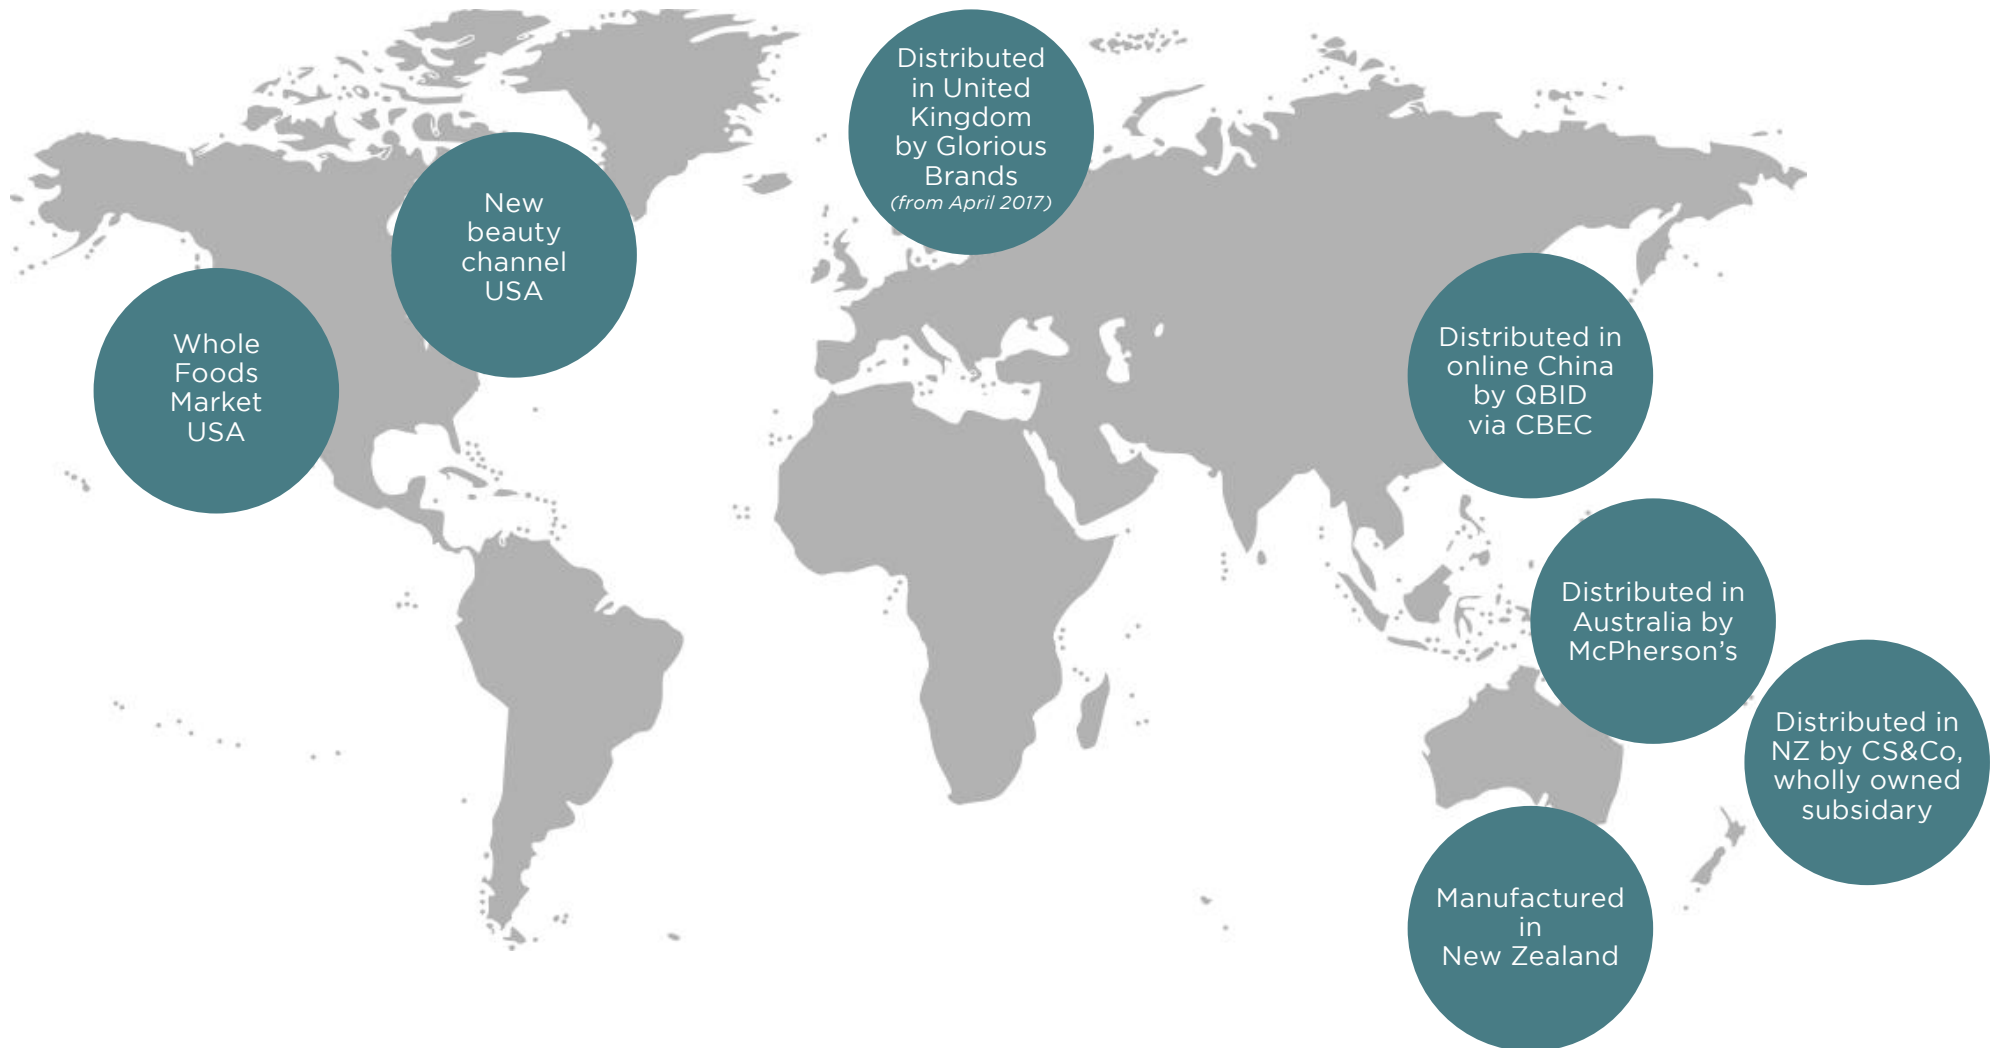 Distributed
in United
Kingdom
by Glorious
Brands
(from April 2017)
New
beauty
channel
USA
Whole
Foods
Market
USA
Distributed in
online China
by QBID
via CBEC
Distributed in
Australia by
McPherson's
Distributed in
NZ by CS&Co,
wholly owned
subsidary
Manufactured
in
New Zealand